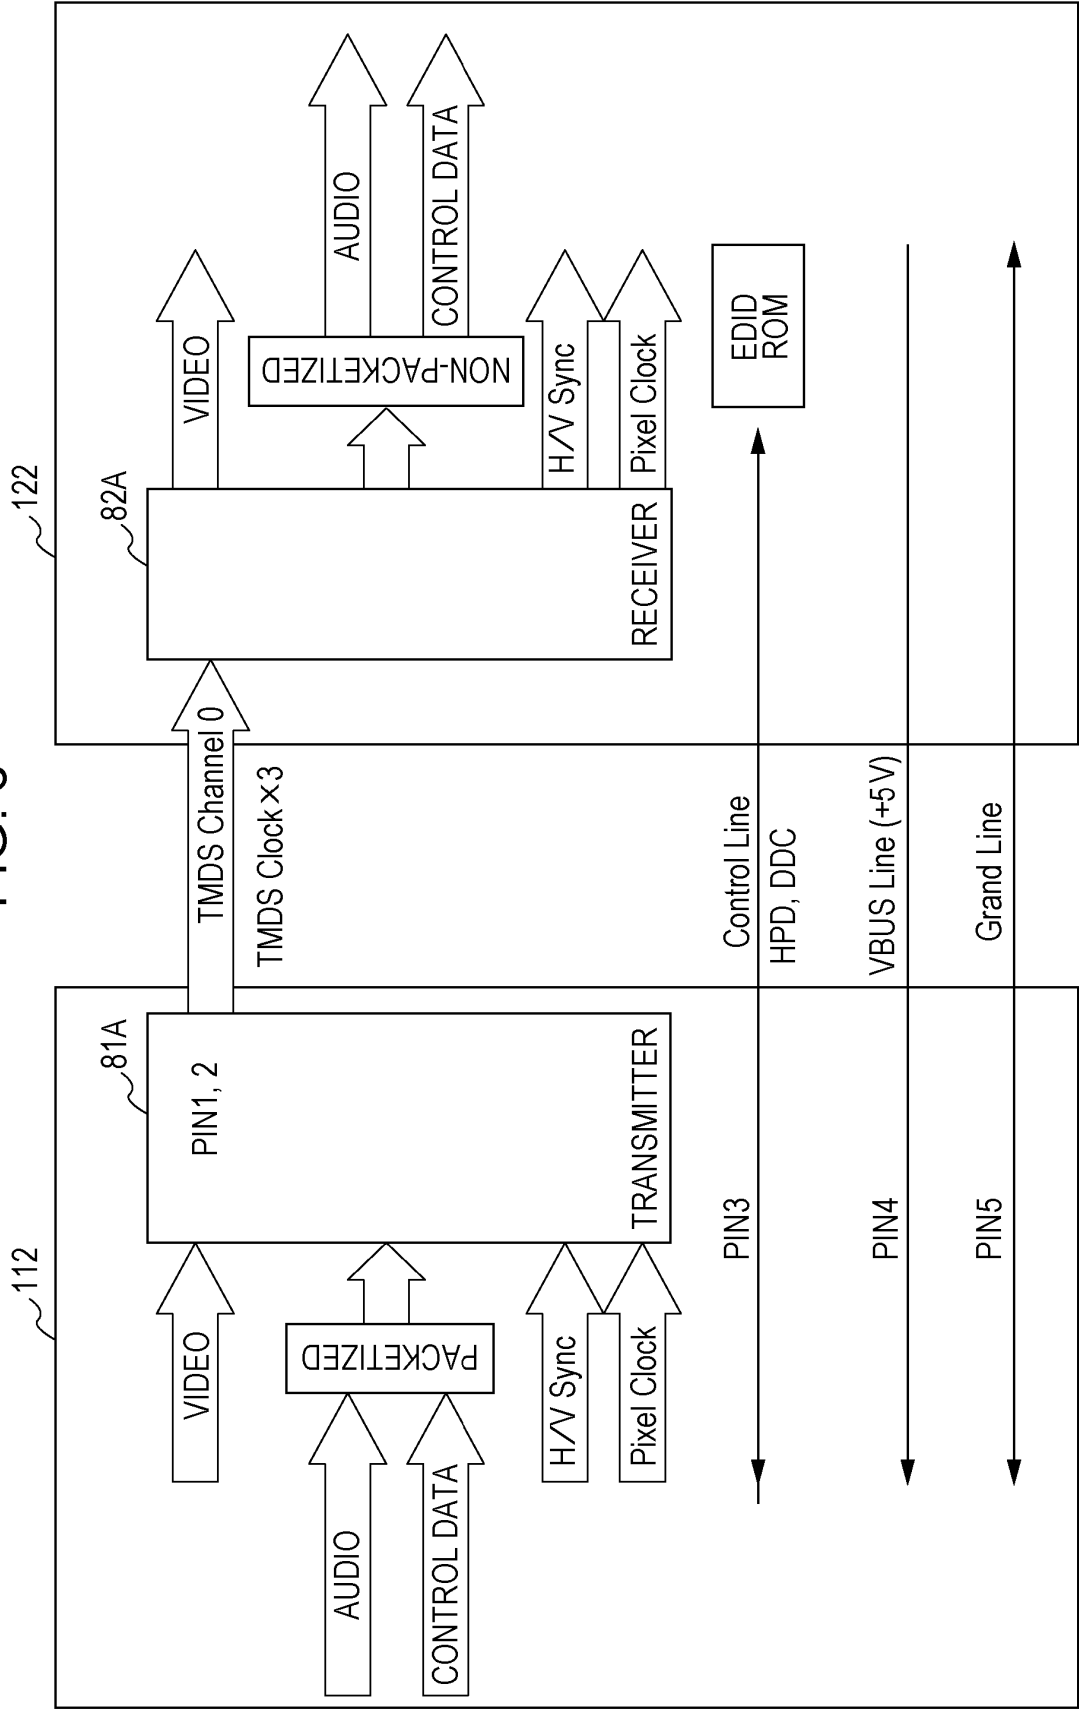 112
122
81A
82A
VIDEO
AUDIO
CONTROL DATA
PACKETIZED
H/V Sync
Pixel Clock
PIN1, 2
TRANSMITTER
TMDS Channel 0
TMDS Clock×3
RECEIVER
VIDEO
NON-PACKETIZED
AUDIO
CONTROL DATA
H/V Sync
Pixel Clock
PIN3
Control Line
HPD, DDC
EDID
ROM
PIN4
VBUS Line (+5V)
PIN5
Grand Line